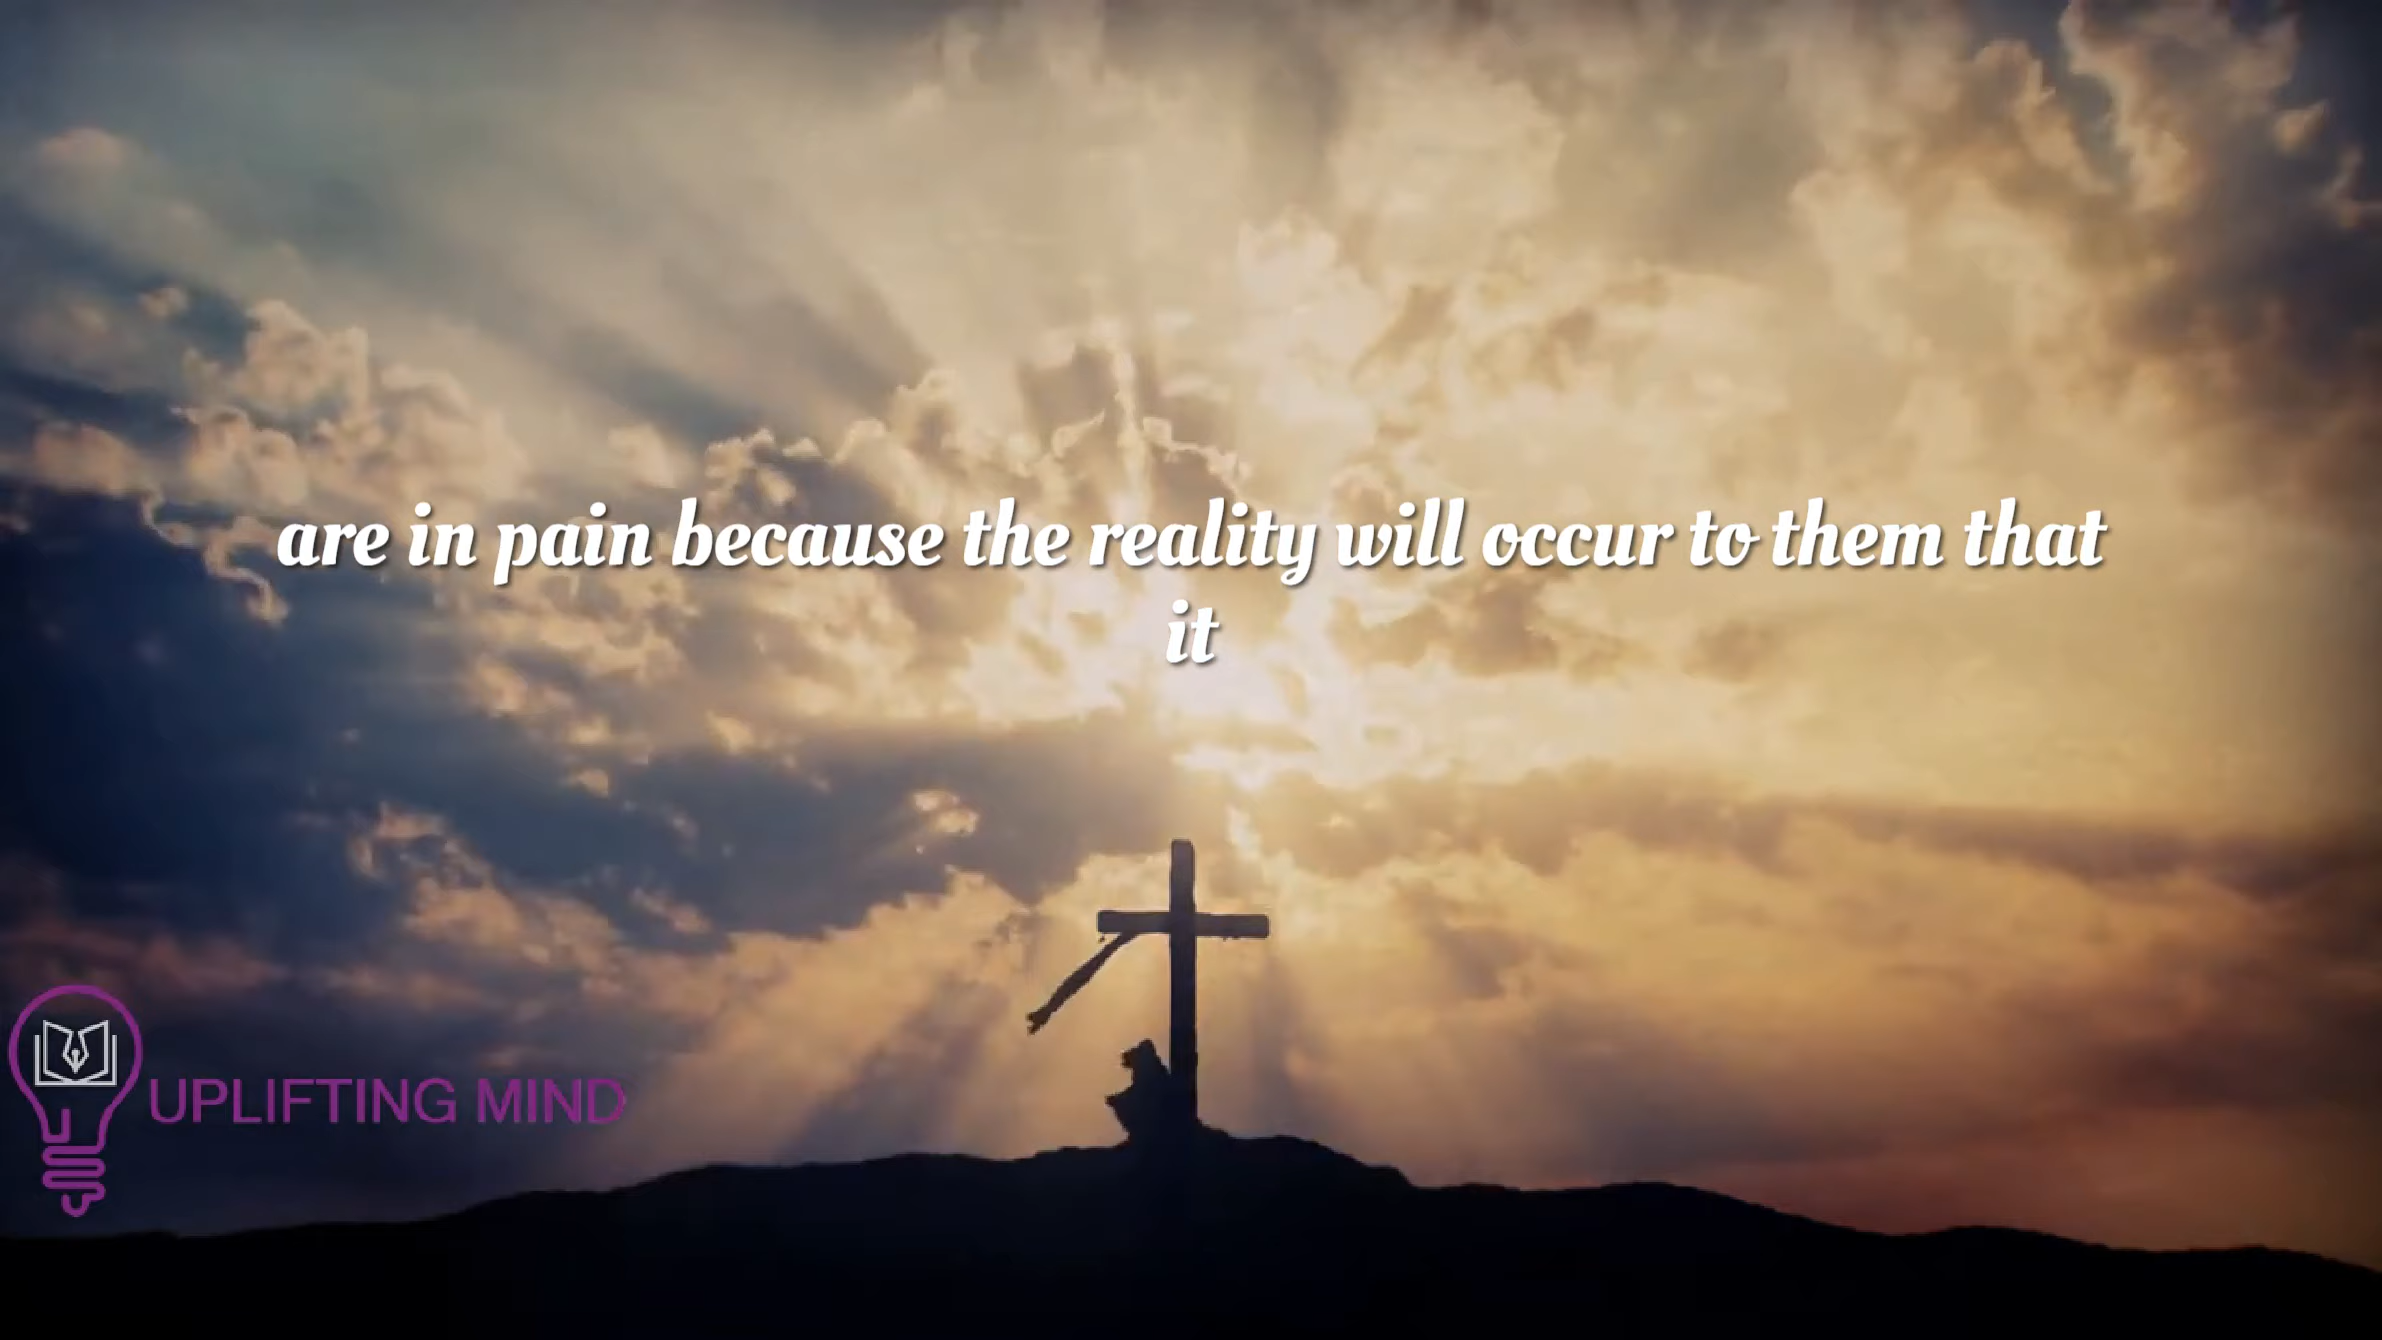 are in pain because the reality will occur to them that
it
UPLIFTING MIND